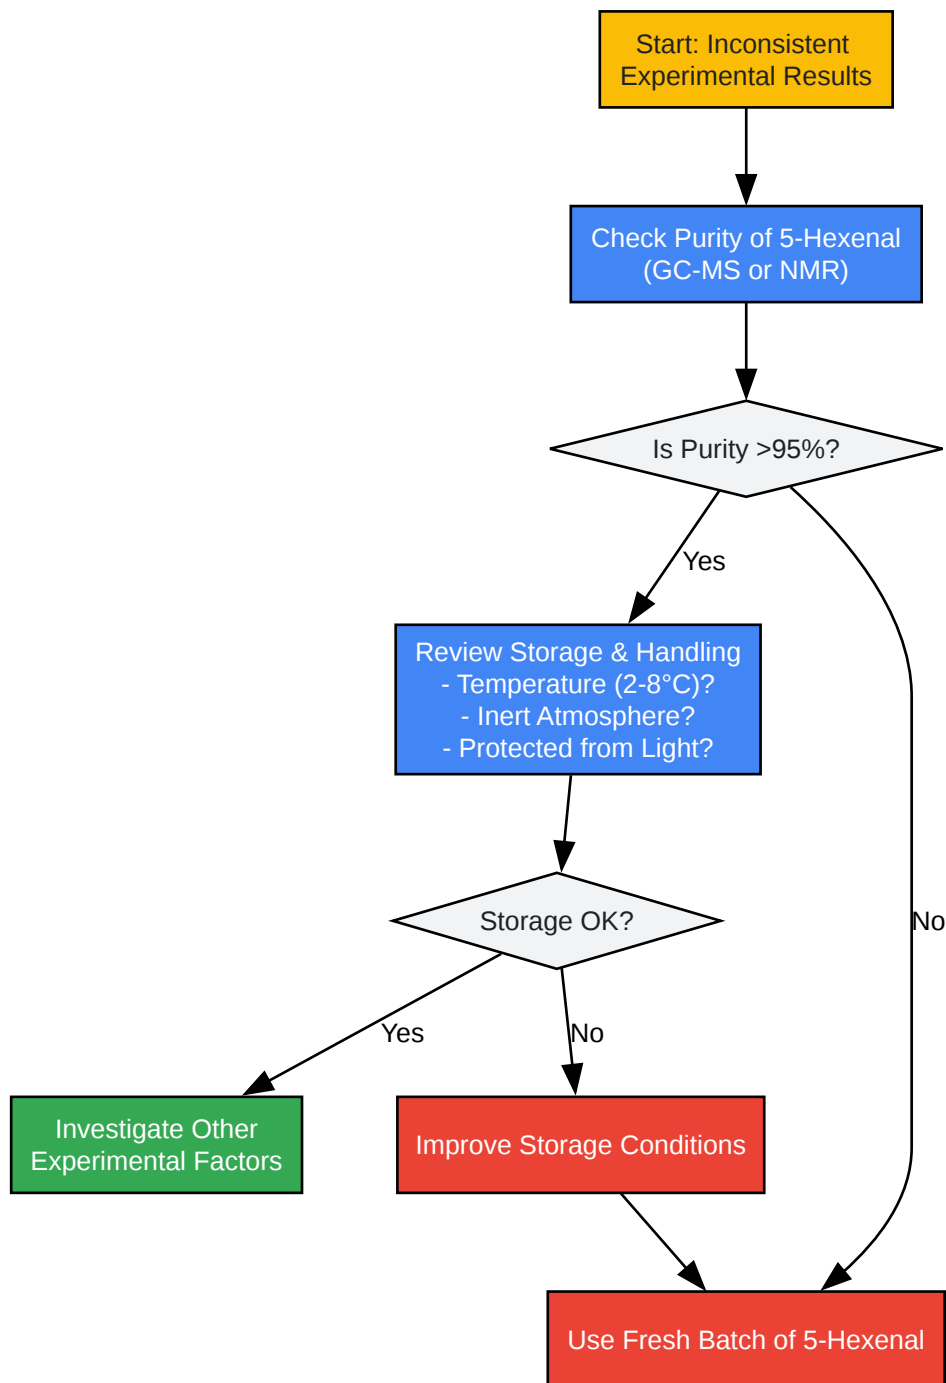 Start: Inconsistent
Experimental Results
Check Purity of 5-Hexenal
(GC-MS or NMR)
Is Purity >95%?
Yes
Review Storage & Handling
- Temperature (2-8°C)?
- Inert Atmosphere?
- Protected from Light?
Storage OK?
No
Yes
No
Investigate Other
Experimental Factors
Improve Storage Conditions
Use Fresh Batch of 5-Hexenal